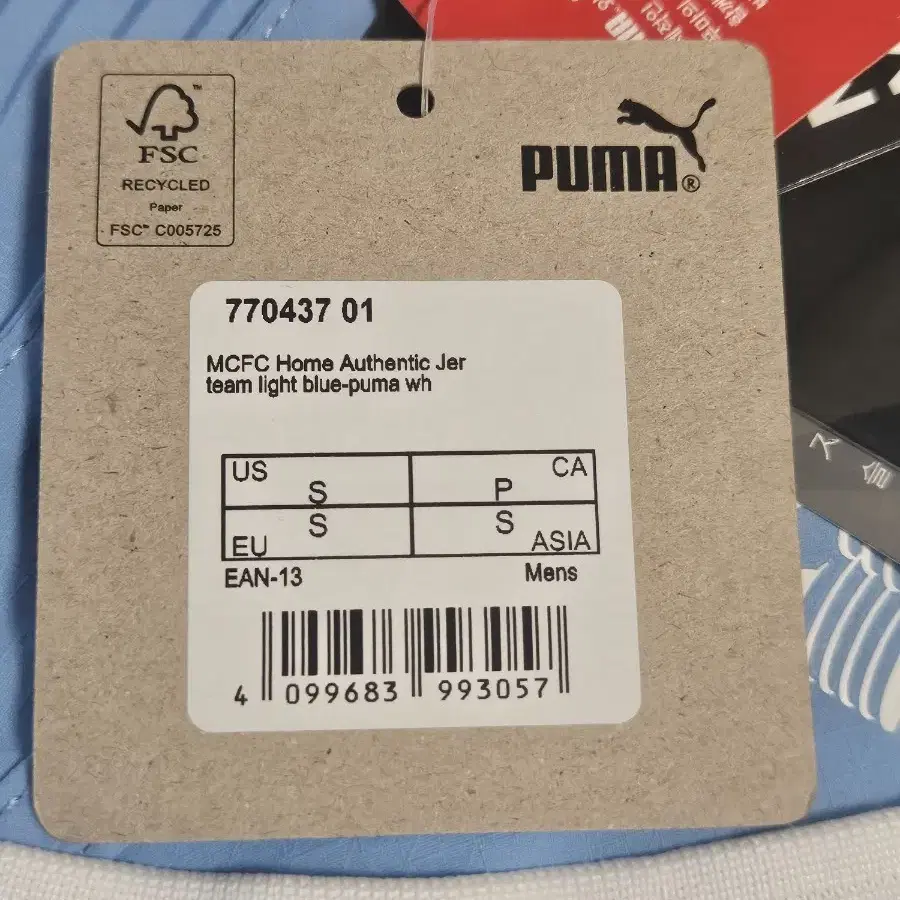 FSC™
RECYCLED
Paper
FSC™ C005725
PUMA®
770437 01
MCFC Home Authentic Jer
team light blue-puma wh
US S
P CA
S EU
S ASIA
EAN-13 Mens
4 099683 993057